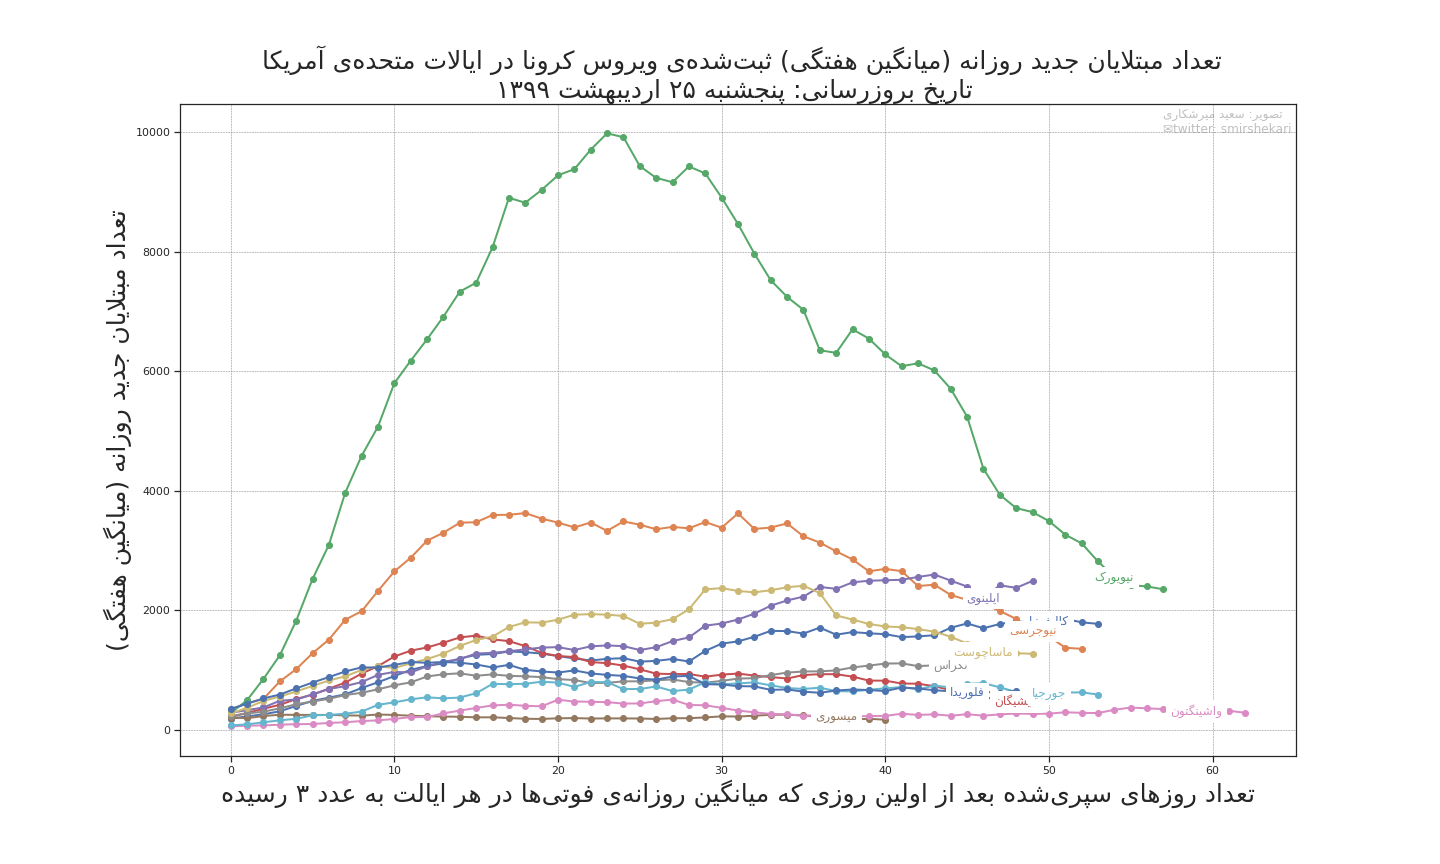 تعداد مبتلایان جدید روزانه (میانگین هفتگی) ثبت‌شده‌ی ویروس کرونا در ایالات متحده‌ی آمریکا
تاریخ بروزرسانی: پنجشنبه ۲۵ اردیبهشت ۱۳۹۹
تصویر: سعید میرشکاری
✉twitter: smirshekari
تعداد مبتلایان جدید روزانه (میانگین هفتگی)
10000
8000
6000
4000
2000
0
نیویورک
ایلینوی
نیوجرسی
ماساچوست
فلوریدا
جورجیا
واشینگتون
میسوری
0 10 20 30 40 50 60
تعداد روزهای سپری‌شده بعد از اولین روزی که میانگین روزانه‌ی فوتی‌ها در هر ایالت به عدد ۳ رسیده